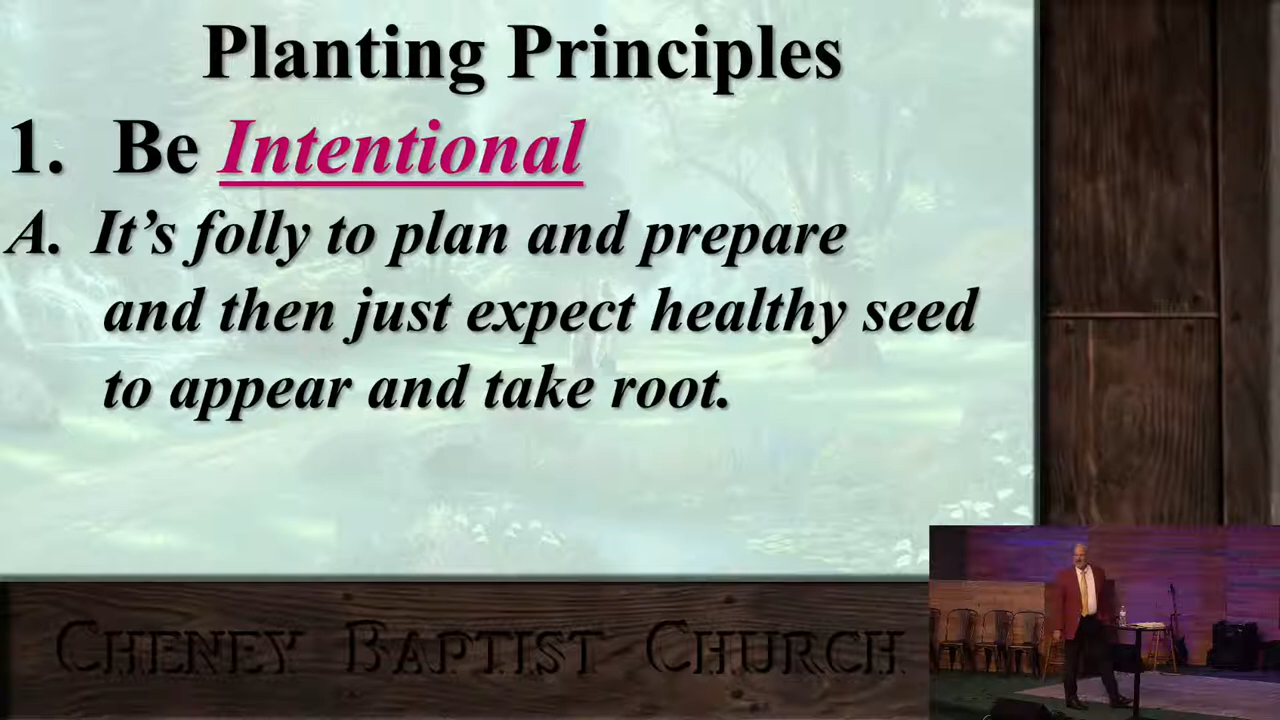 Planting Principles
1. Be Intentional
A. It’s folly to plan and prepare
and then just expect healthy seed
to appear and take root.
CHENEY BAPTIST CHURCH